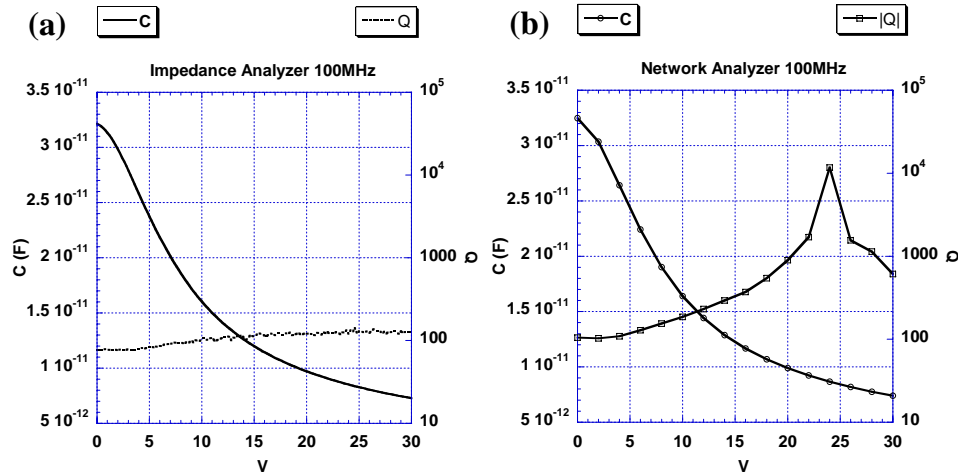 (a)
C
Q
Impedance Analyzer 100MHz
3.5 10⁻¹¹
3 10⁻¹¹
2.5 10⁻¹¹
2 10⁻¹¹
1.5 10⁻¹¹
1 10⁻¹¹
5 10⁻¹²
C (F)
10⁵
10⁴
1000
100
10
Q
0 5 10 15 20 25 30
V
(b)
C
|Q|
Network Analyzer 100MHz
3.5 10⁻¹¹
3 10⁻¹¹
2.5 10⁻¹¹
2 10⁻¹¹
1.5 10⁻¹¹
1 10⁻¹¹
5 10⁻¹²
C (F)
10⁵
10⁴
1000
100
10
Q
0 5 10 15 20 25 30
V